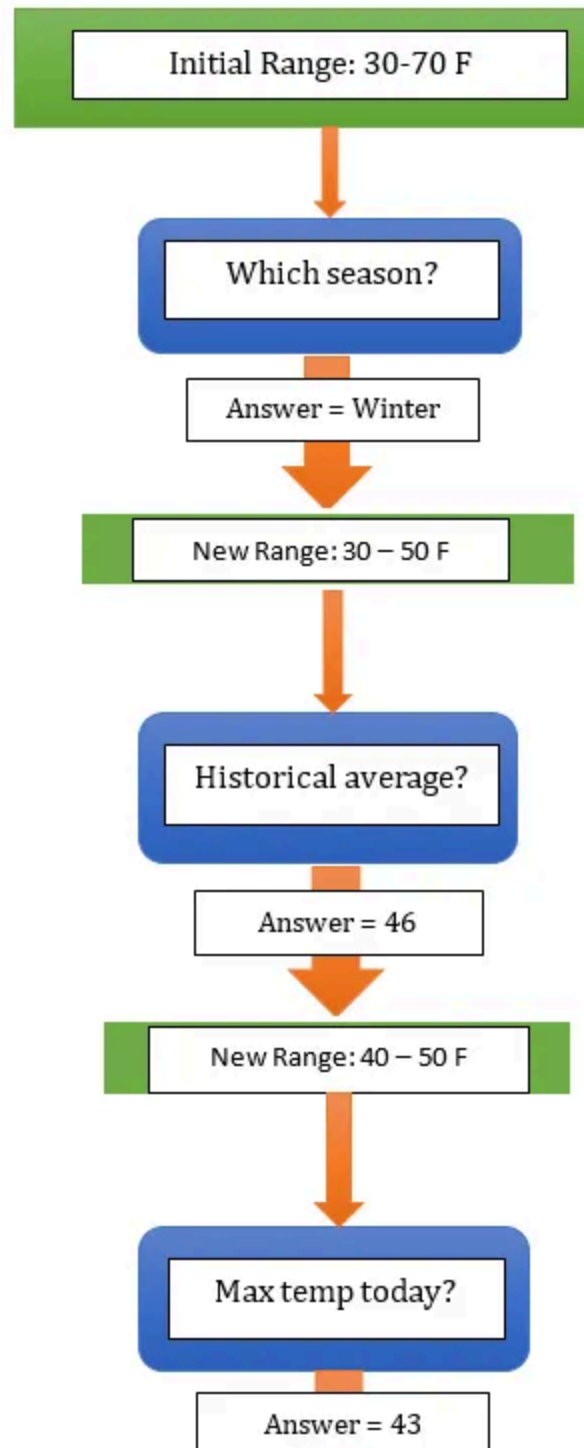 Initial Range: 30-70 F
Which season?
Answer = Winter
New Range: 30 – 50 F
Historical average?
Answer = 46
New Range: 40 – 50 F
Max temp today?
Answer = 43